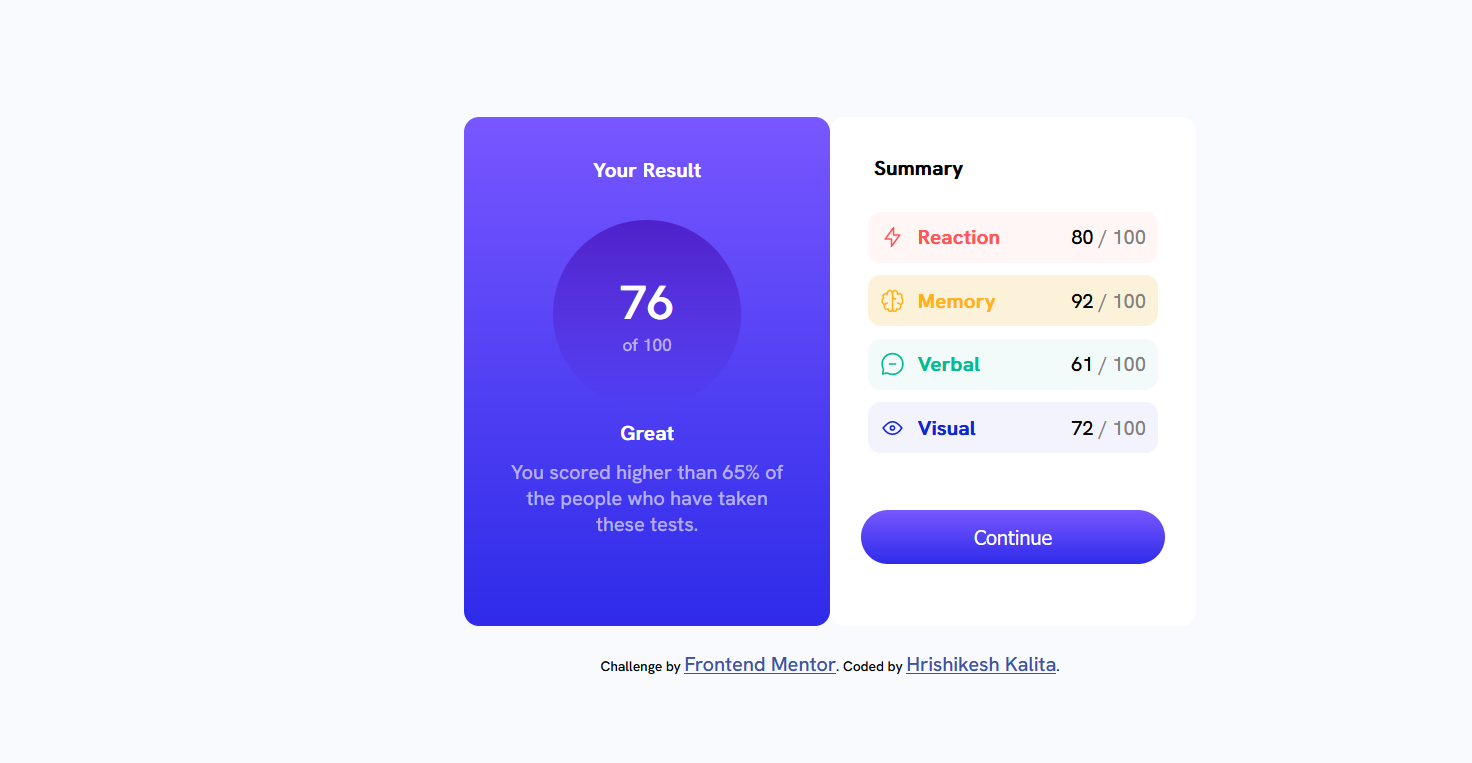 Your Result
76
of 100
Great
You scored higher than 65% of
the people who have taken
these tests.
Summary
Reaction 80 / 100
Memory 92 / 100
Verbal 61 / 100
Visual 72 / 100
Continue
Challenge by Frontend Mentor. Coded by Hrishikesh Kalita.